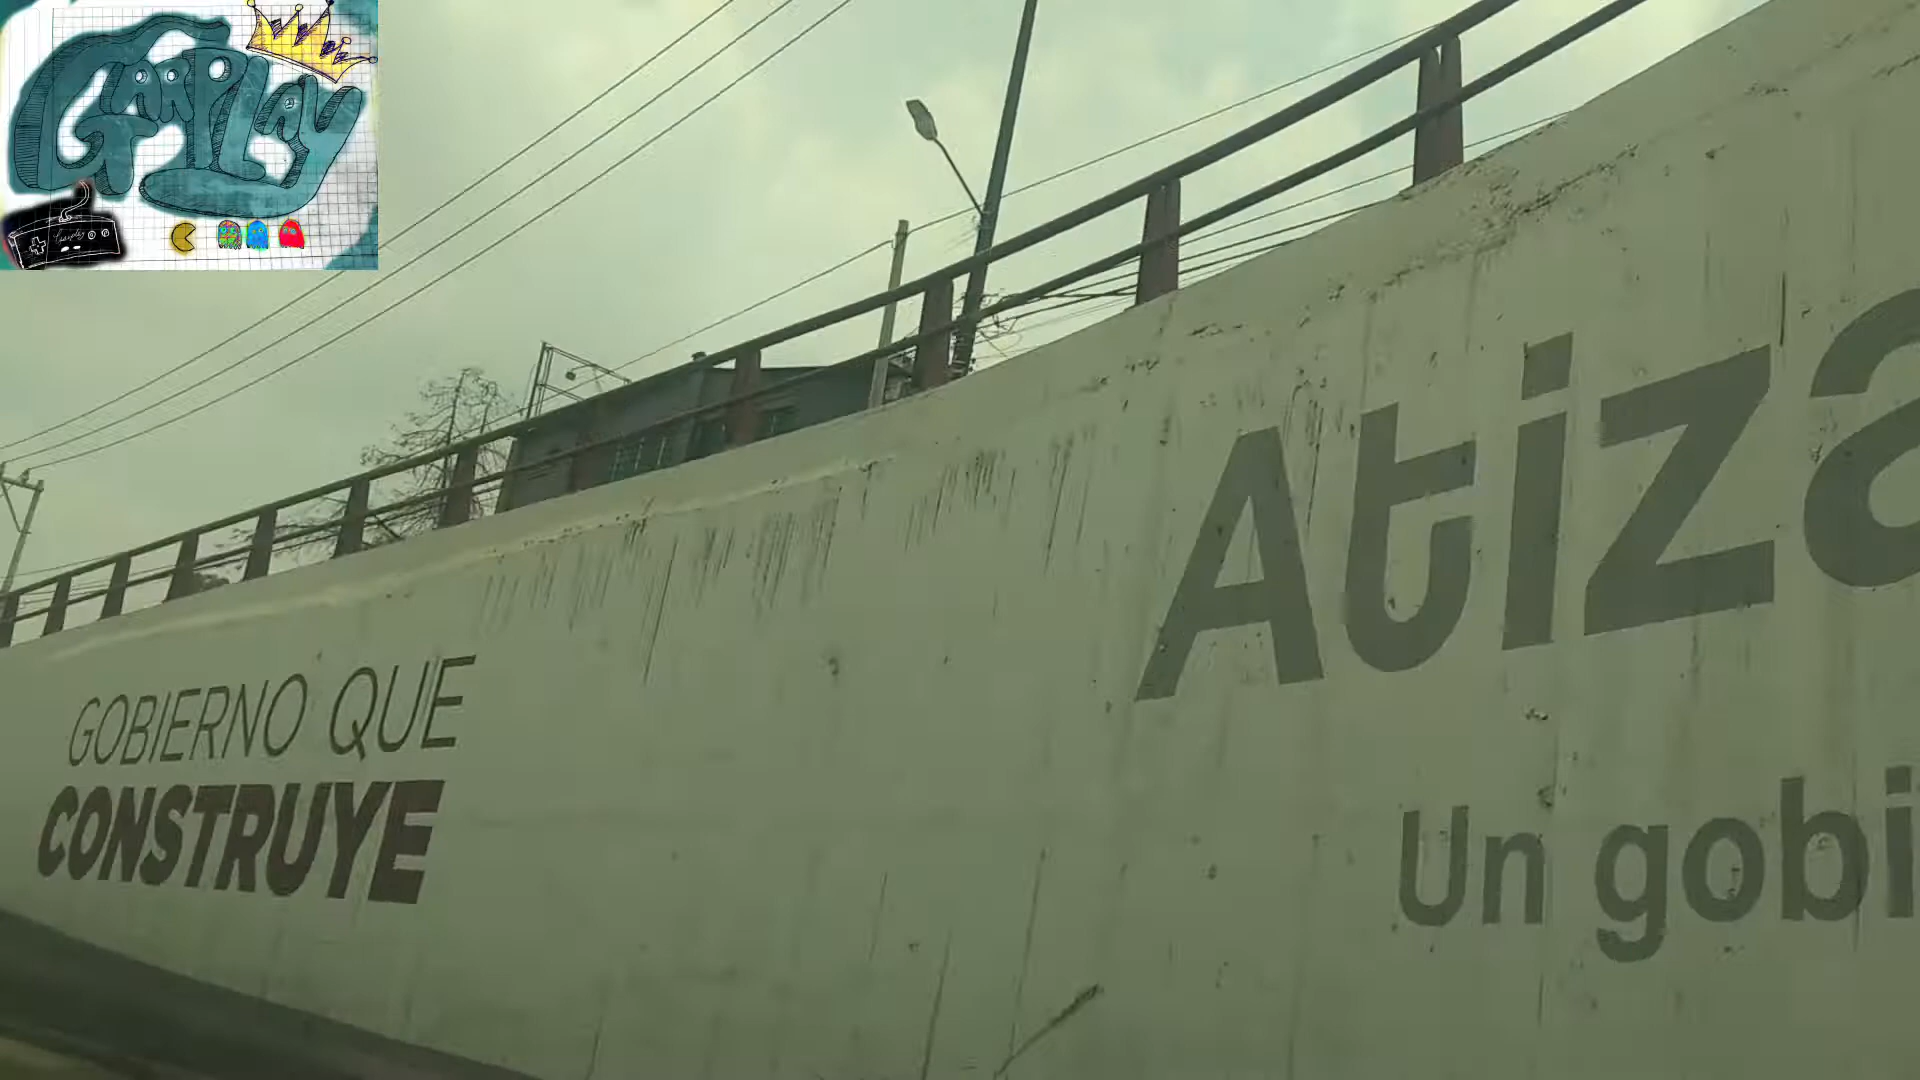 GarPlay
GOBIERNO QUE
CONSTRUYE
Atiza
Un gobi